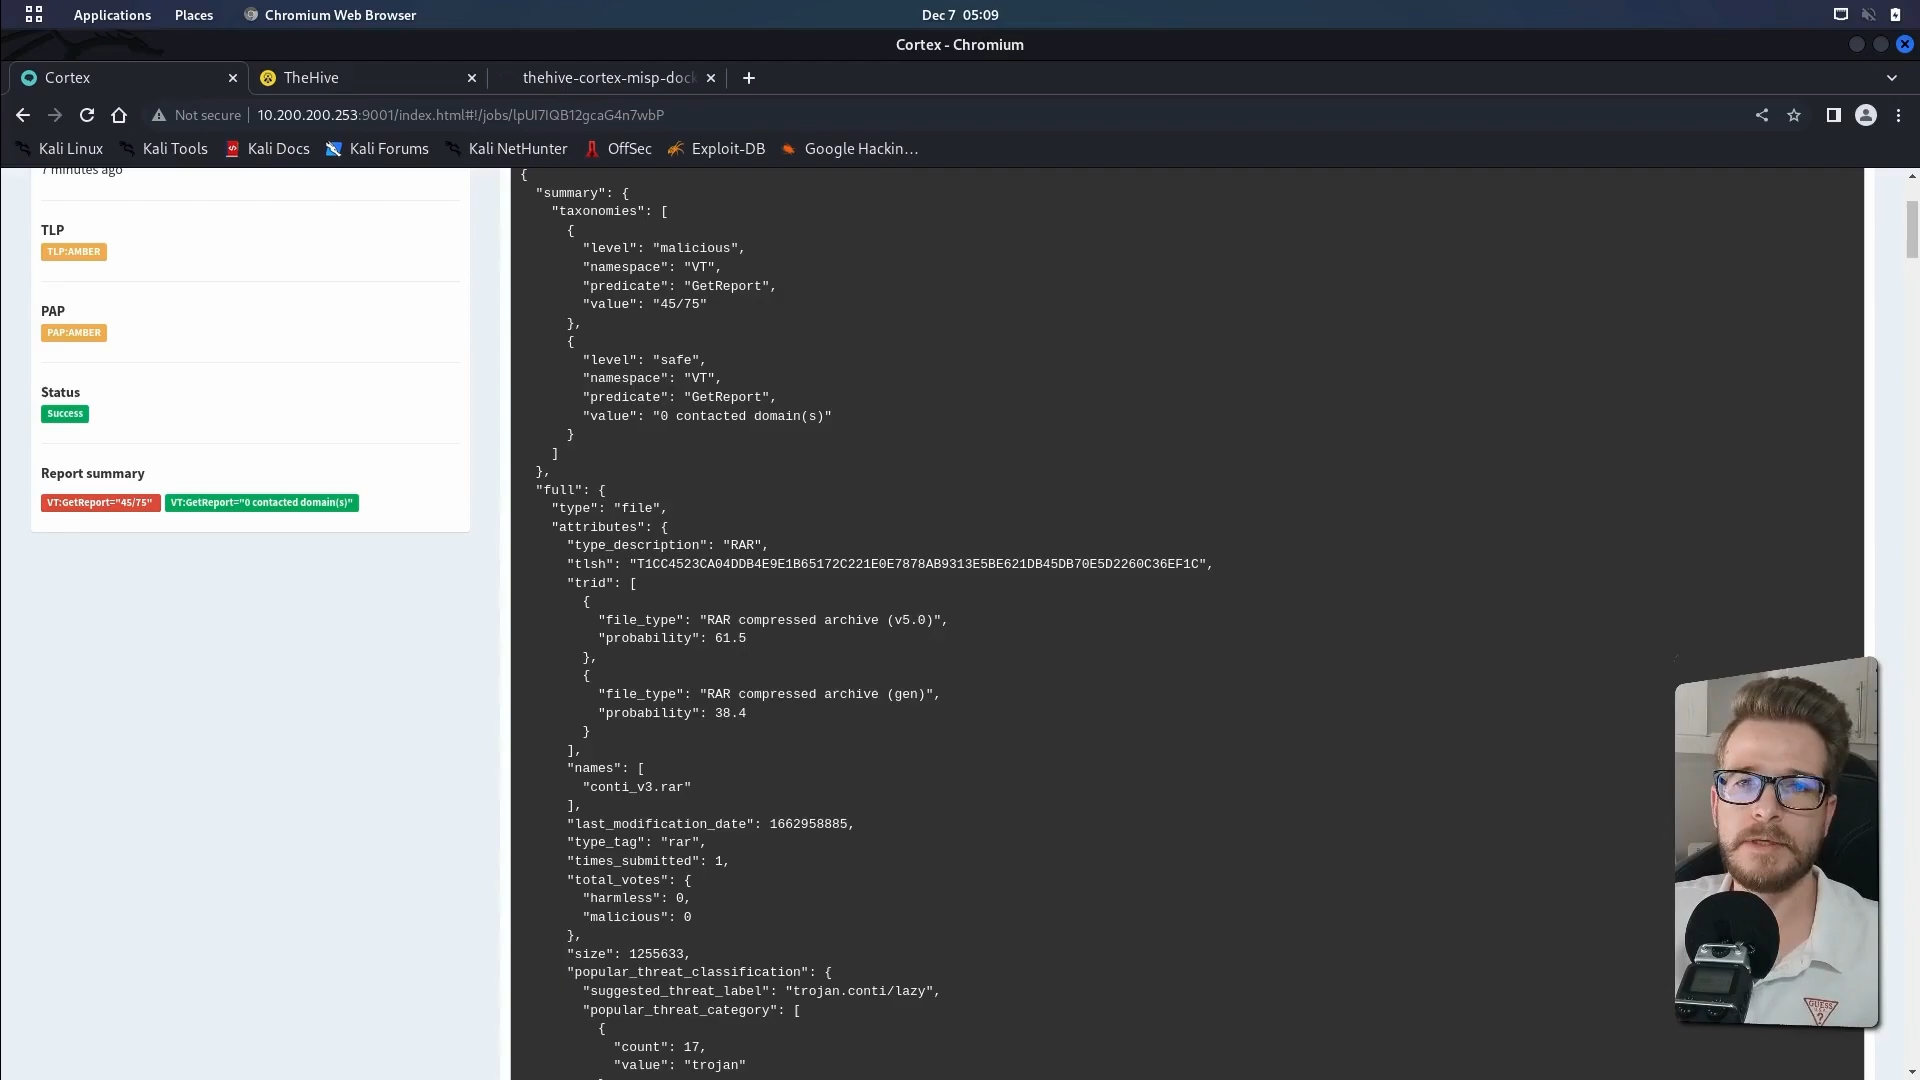 Applications Places Chromium Web Browser Dec 7 05:09
Cortex - Chromium
Cortex TheHive thehive-cortex-misp-dock
Not secure 10.200.200.253:9001/index.html#!/jobs/lpUI7IQB12gcaG4n7wbP
Kali Linux Kali Tools Kali Docs Kali Forums Kali NetHunter OffSec Exploit-DB Google Hackin…
7 minutes ago
TLP
TLP:AMBER
PAP
PAP:AMBER
Status
Success
Report summary
VT:GetReport="45/75" VT:GetReport="0 contacted domain(s)"
{
"summary": {
"taxonomies": [
{
"level": "malicious",
"namespace": "VT",
"predicate": "GetReport",
"value": "45/75"
},
{
"level": "safe",
"namespace": "VT",
"predicate": "GetReport",
"value": "0 contacted domain(s)"
}
]
},
"full": {
"type": "file",
"attributes": {
"type_description": "RAR",
"tlsh": "T1CC4523CA04DDB4E9E1B65172C221E0E7878AB9313E5BE621DB45DB70E5D2260C36EF1C",
"trid": [
{
"file_type": "RAR compressed archive (v5.0)",
"probability": 61.5
},
{
"file_type": "RAR compressed archive (gen)",
"probability": 38.4
}
],
"names": [
"conti_v3.rar"
],
"last_modification_date": 1662958885,
"type_tag": "rar",
"times_submitted": 1,
"total_votes": {
"harmless": 0,
"malicious": 0
},
"size": 1255633,
"popular_threat_classification": {
"suggested_threat_label": "trojan.conti/lazy",
"popular_threat_category": [
{
"count": 17,
"value": "trojan"
GUESS
?